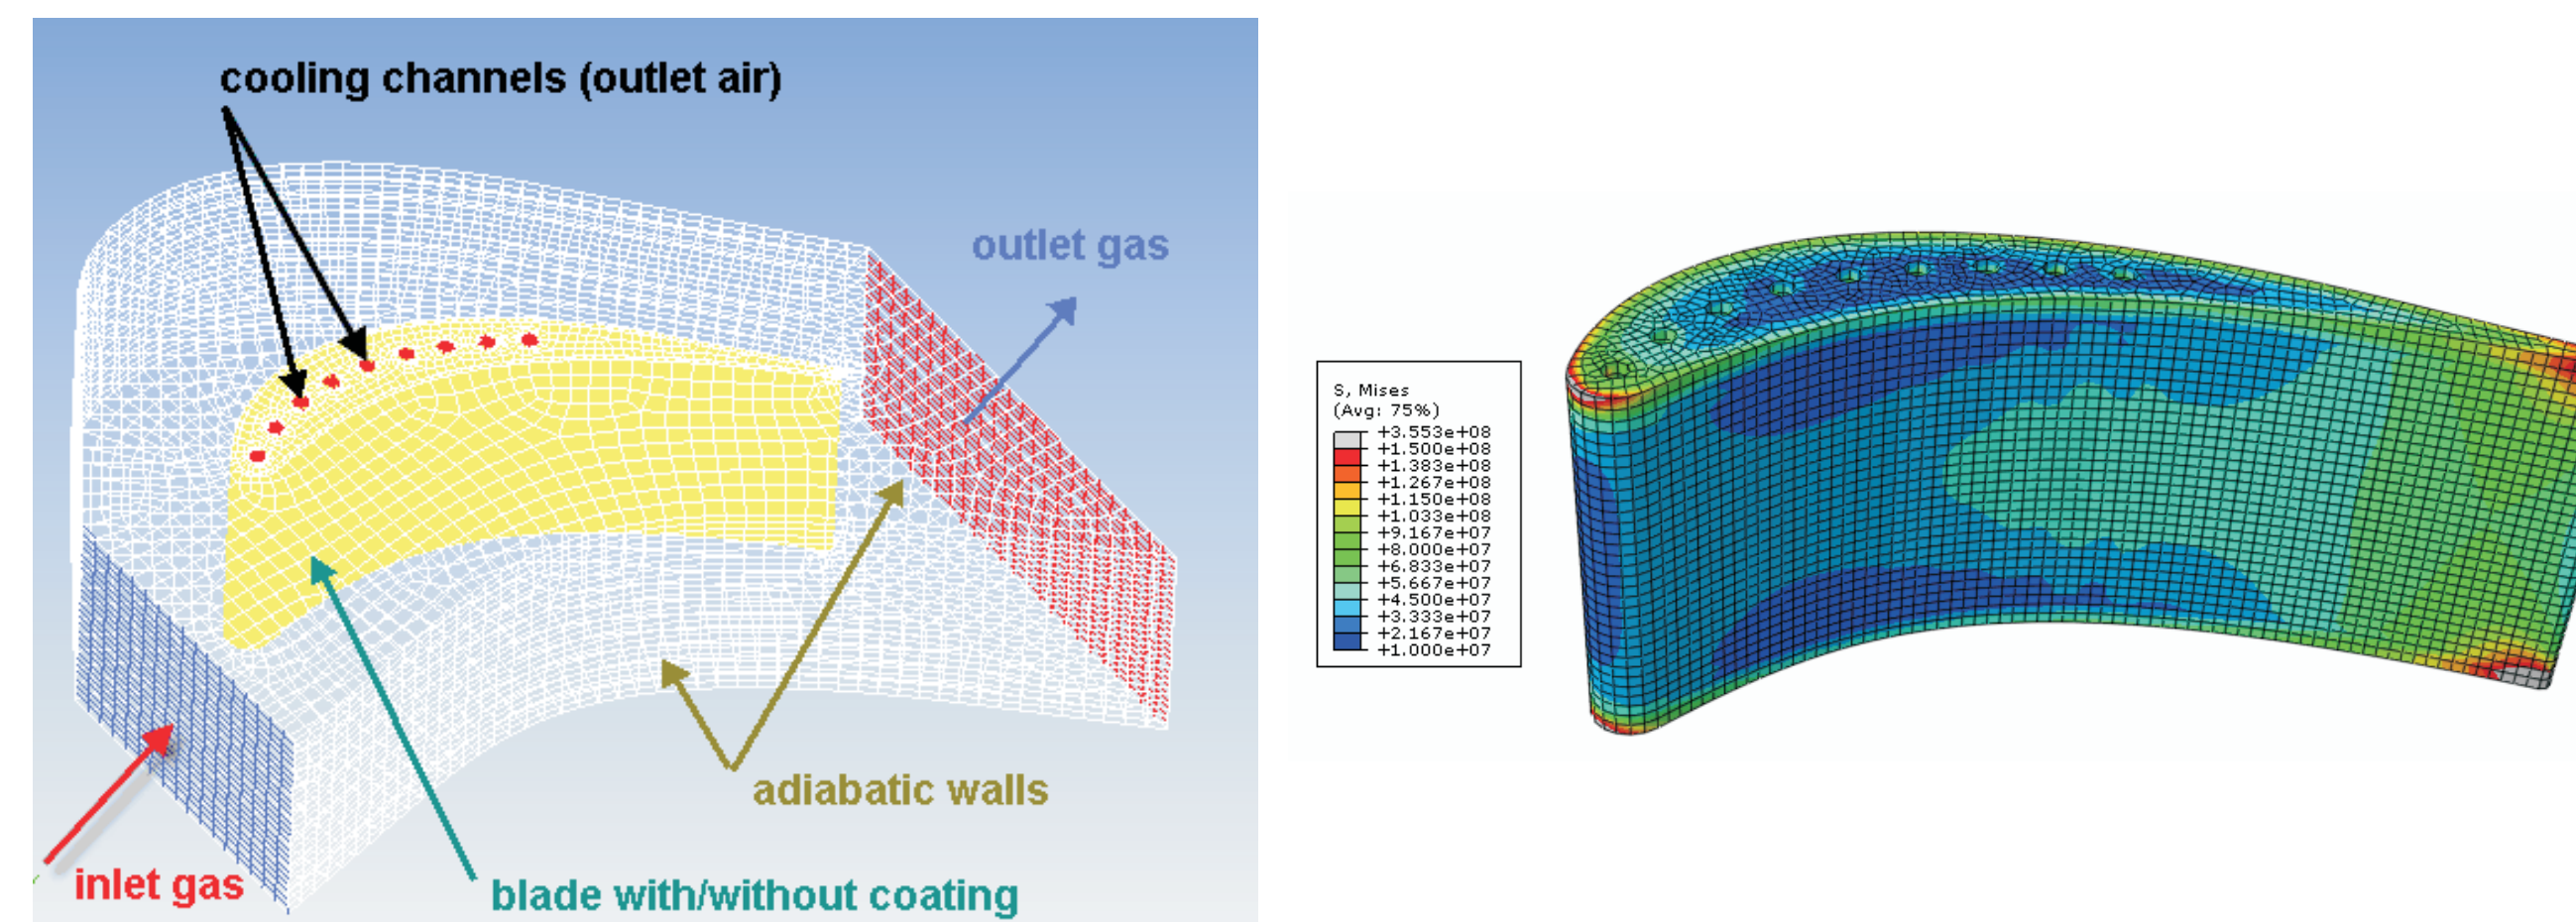 cooling channels (outlet air)
outlet gas
adiabatic walls
inlet gas
blade with/without coating
S, Mises
(Avg: 75%)
+3.553e+08
+1.500e+08
+1.383e+08
+1.267e+08
+1.150e+08
+1.033e+08
+9.167e+07
+8.000e+07
+6.833e+07
+5.667e+07
+4.500e+07
+3.333e+07
+2.167e+07
+1.000e+07